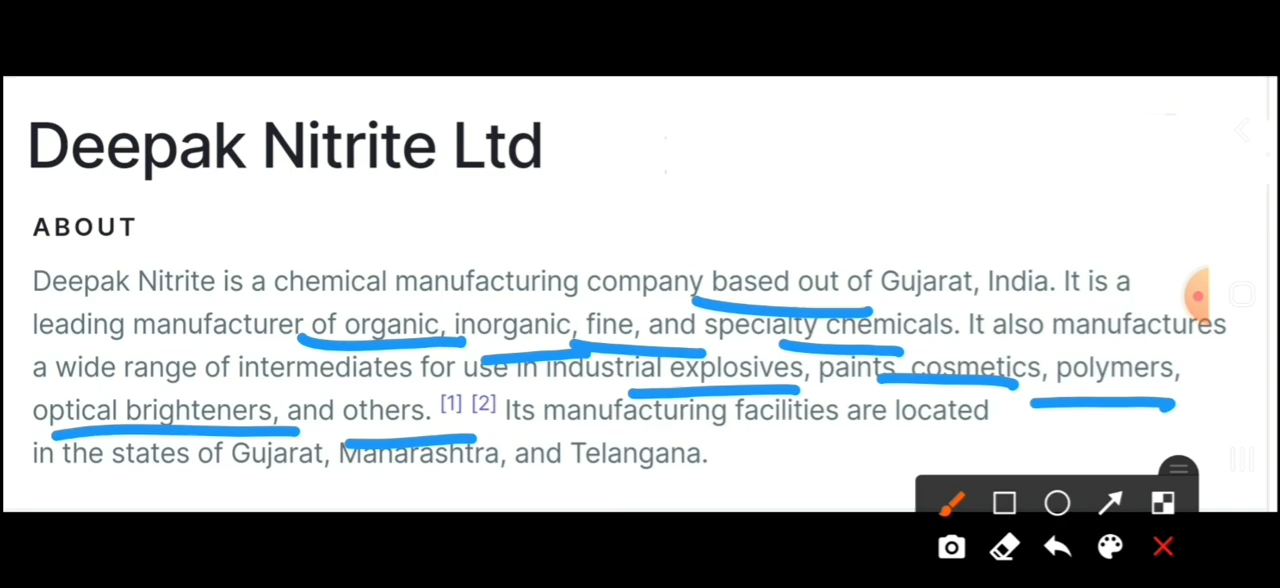 Deepak Nitrite Ltd
ABOUT
Deepak Nitrite is a chemical manufacturing company based out of Gujarat, India. It is a
leading manufacturer of organic, inorganic, fine, and specialty chemicals. It also manufactures
a wide range of intermediates for use in industrial explosives, paints, cosmetics, polymers,
optical brighteners, and others. [1] [2] Its manufacturing facilities are located
in the states of Gujarat, Maharashtra, and Telangana.